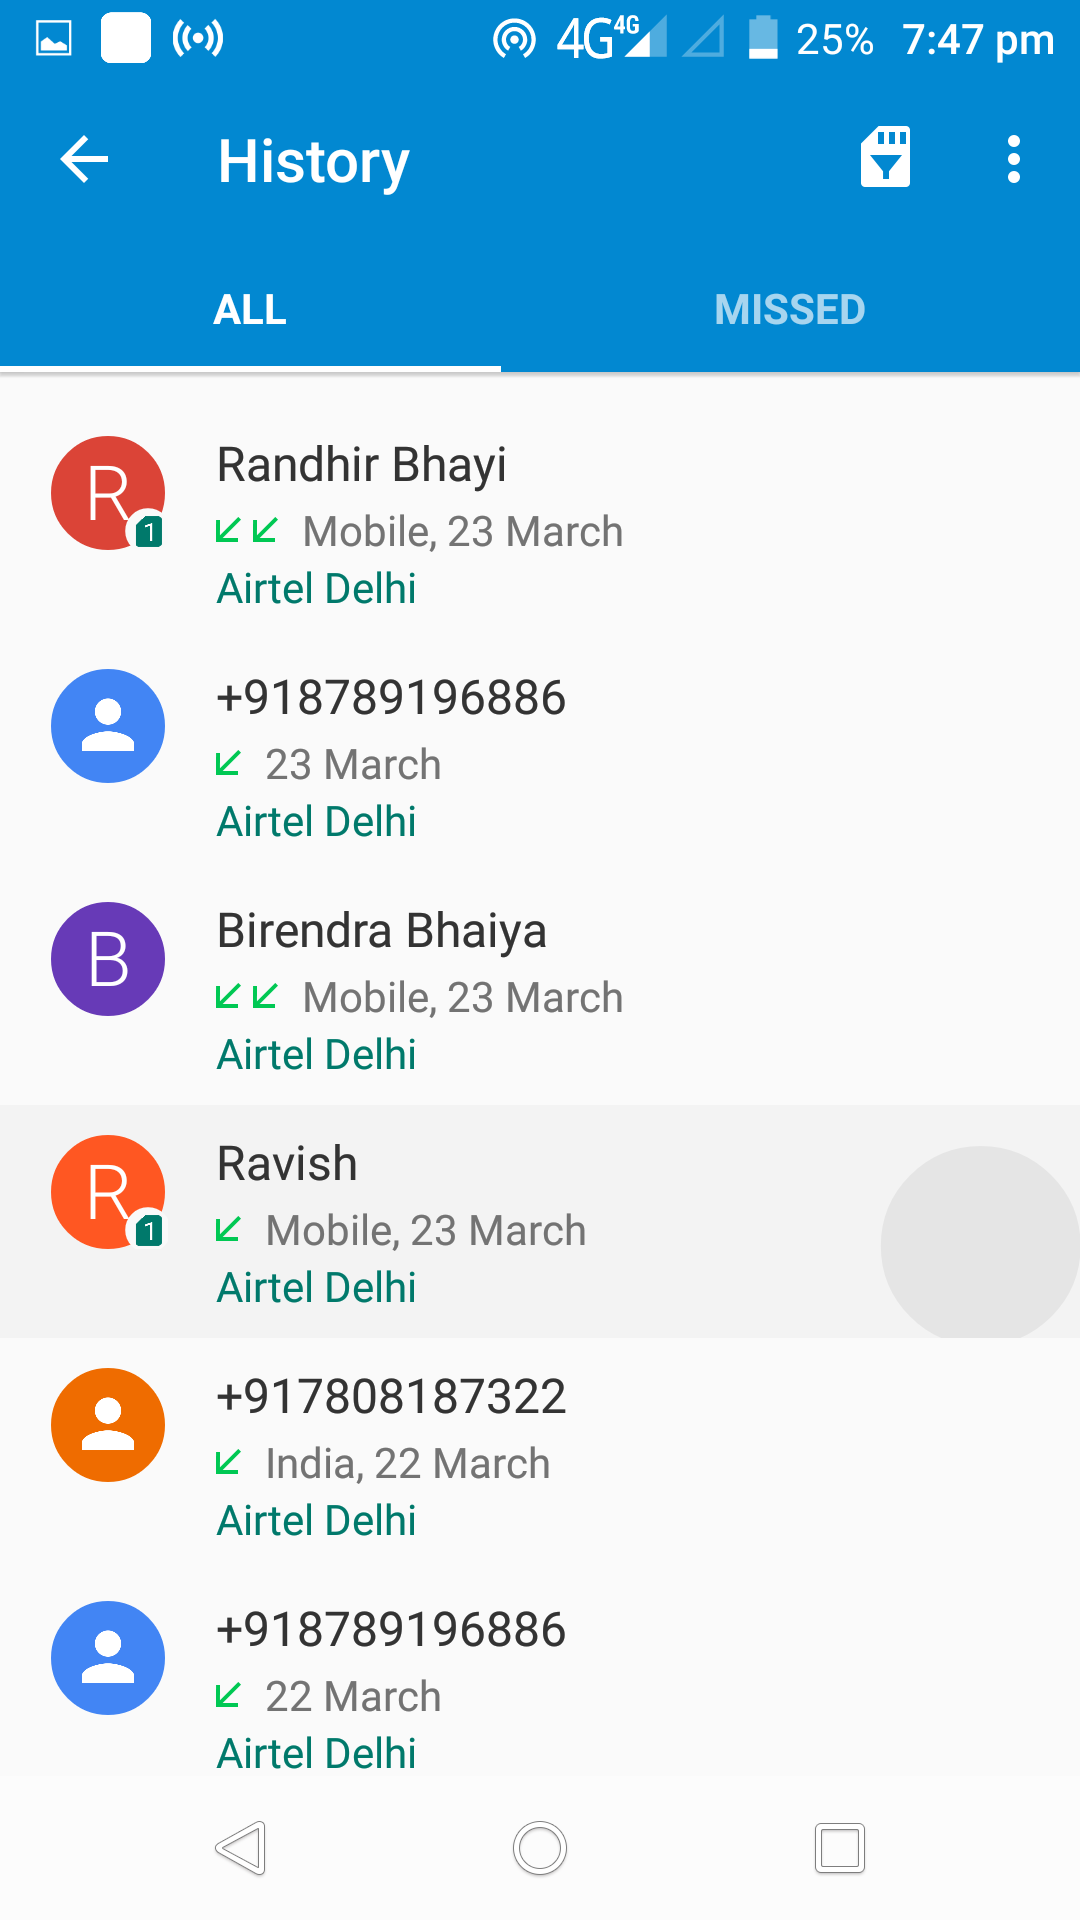 4G 4G 25% 7:47 pm
History
ALL MISSED
R Randhir Bhayi
1 Mobile, 23 March
Airtel Delhi
+918789196886
23 March
Airtel Delhi
B Birendra Bhaiya
Mobile, 23 March
Airtel Delhi
R Ravish
1 Mobile, 23 March
Airtel Delhi
+917808187322
India, 22 March
Airtel Delhi
+918789196886
22 March
Airtel Delhi